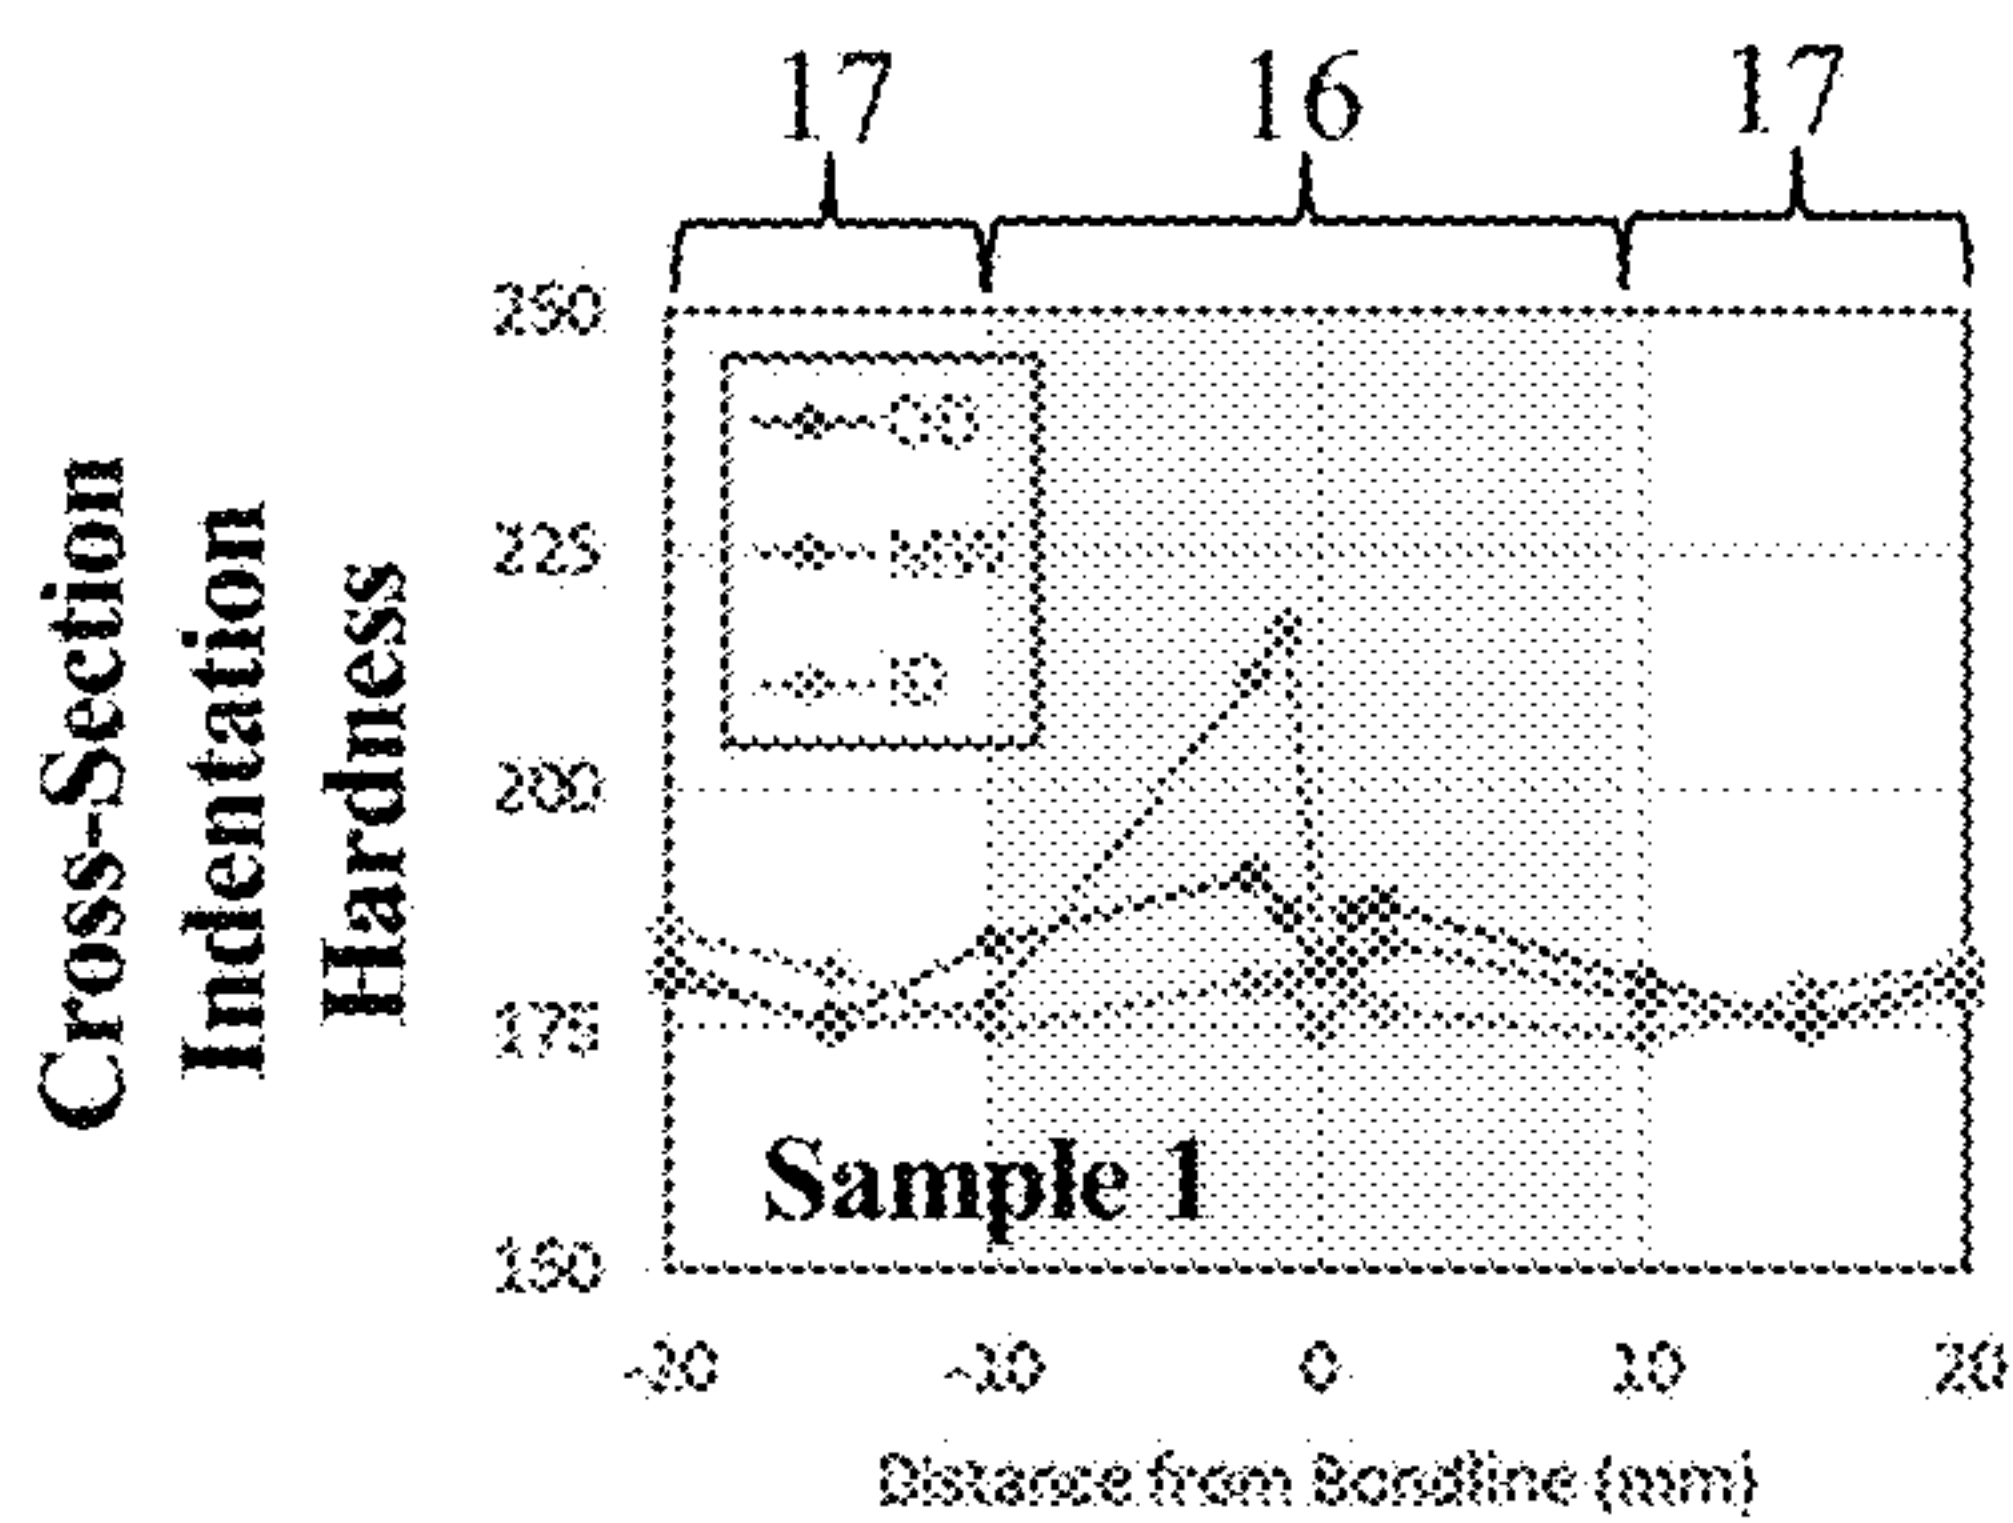 17 16 17
250
225
200
175
150
Cross-Section
Indentation
Hardness
Sample 1
-20 -10 0 10 20
Distance from Bondline (mm)